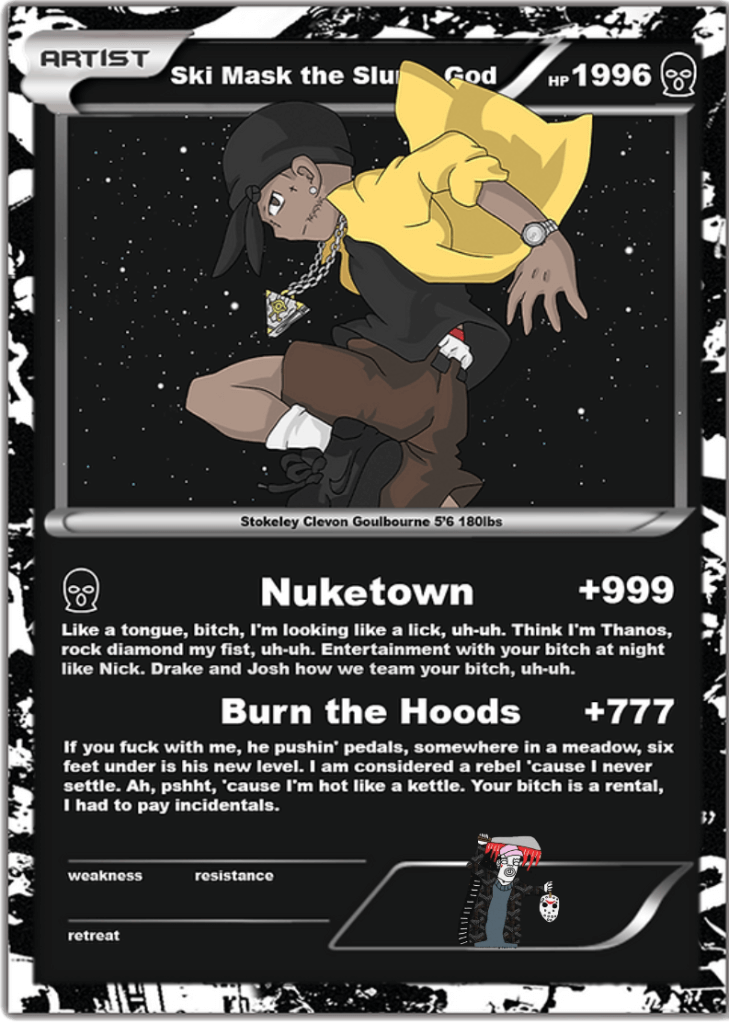 ARTIST
Ski Mask the Slu God
HP 1996
Stokeley Clevon Goulbourne 5'6 180lbs
Nuketown +999
Like a tongue, bitch, I'm looking like a lick, uh-uh. Think I'm Thanos,
rock diamond my fist, uh-uh. Entertainment with your bitch at night
like Nick. Drake and Josh how we team your bitch, uh-uh.
Burn the Hoods +777
If you fuck with me, he pushin' pedals, somewhere in a meadow, six
feet under is his new level. I am considered a rebel 'cause I never
settle. Ah, pshht, 'cause I'm hot like a kettle. Your bitch is a rental,
I had to pay incidentals.
weakness resistance
retreat